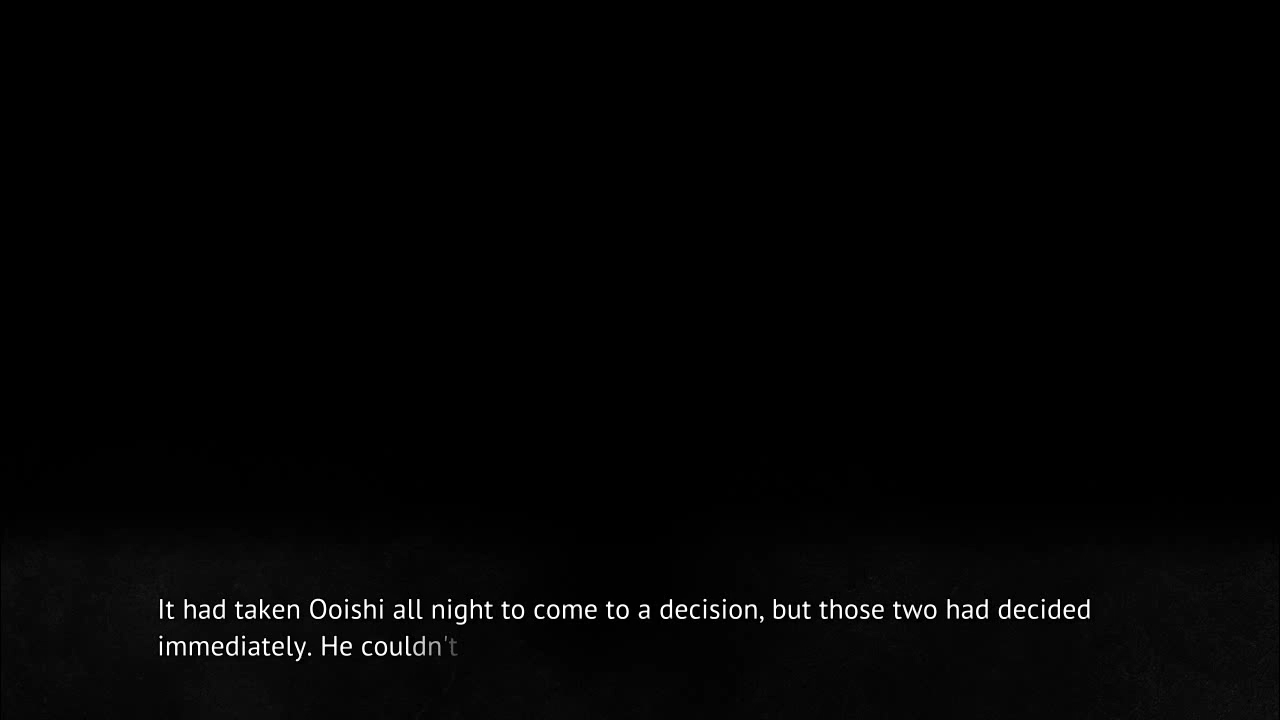 It had taken Ooishi all night to come to a decision, but those two had decided
immediately. He couldn't